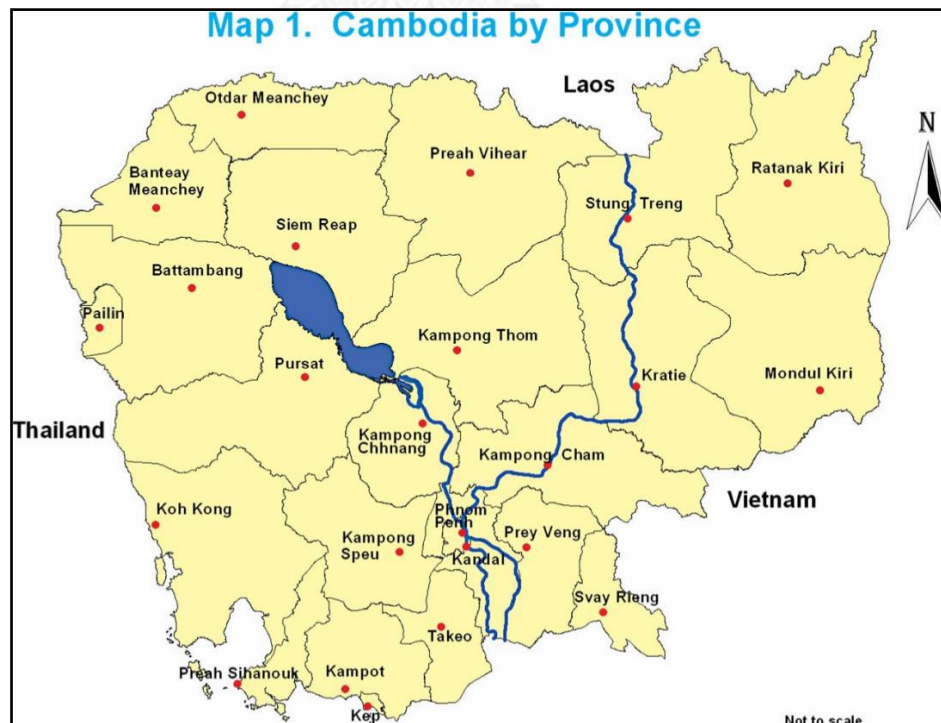 Map 1. Cambodia by Province
Laos
N
Otdar Meanchey
Preah Vihear
Ratanak Kiri
Banteay
Meanchey
Stung Treng
Siem Reap
Battambang
Pailin
Kampong Thom
Pursat
Kratie
Mondul Kiri
Thailand
Kampong
Chhnang
Kampong Cham
Vietnam
Koh Kong
Phnom
Penh
Kampong
Speu
Prey Veng
Kandal
Svay Rieng
Takeo
Preah Sihanouk
Kampot
Kep
Not to scale